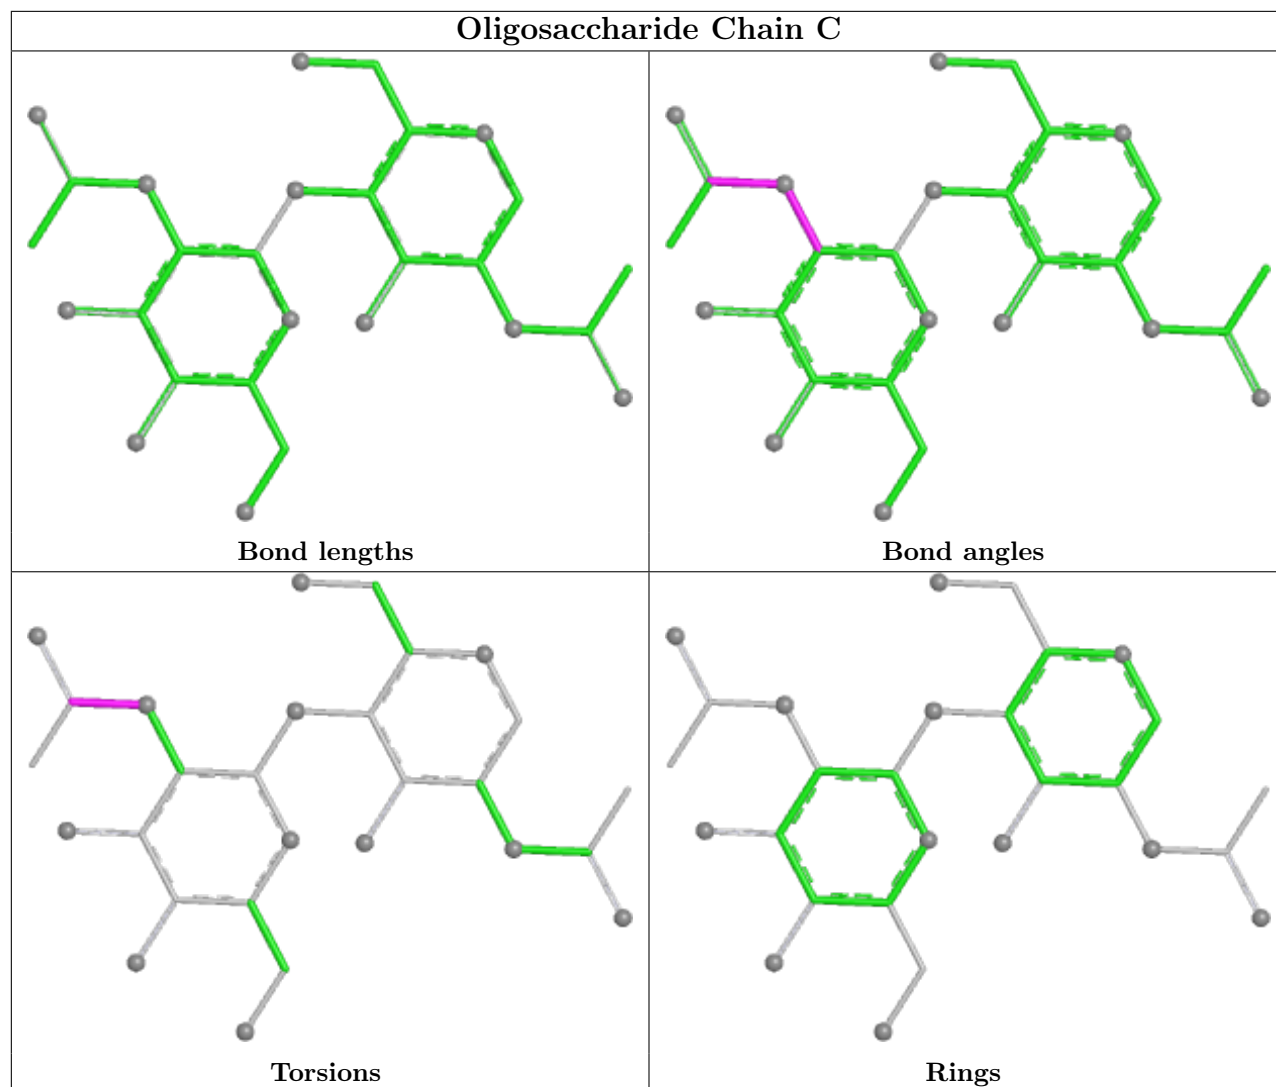 Oligosaccharide Chain C
Bond lengths
Bond angles
Torsions
Rings